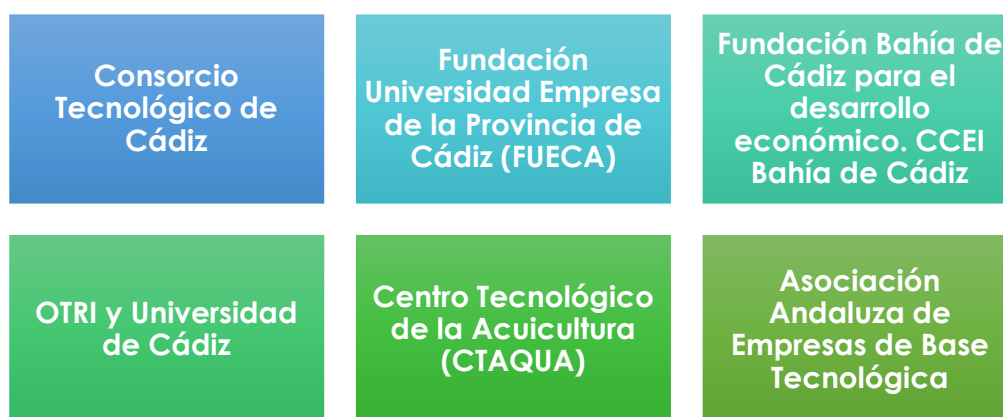 Consorcio
Tecnológico de
Cádiz
Fundación
Universidad Empresa
de la Provincia de
Cádiz (FUECA)
Fundación Bahía de
Cádiz para el
desarrollo
económico. CCEI
Bahía de Cádiz
OTRI y Universidad
de Cádiz
Centro Tecnológico
de la Acuicultura
(CTAQUA)
Asociación
Andaluza de
Empresas de Base
Tecnológica